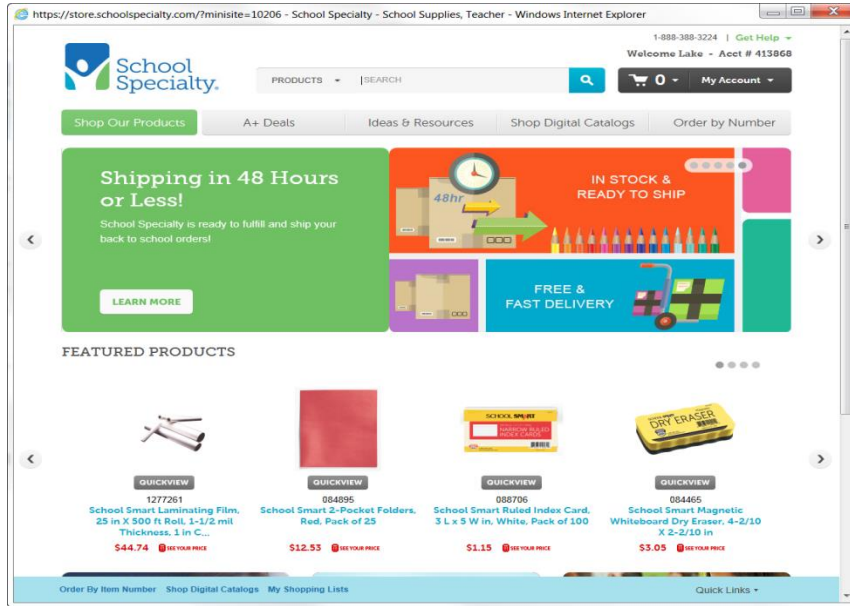 https://store.schoolspecialty.com/?minisite=10206 - School Specialty - School Supplies, Teacher - Windows Internet Explorer
1-888-388-3224 | Get Help
Welcome Lake - Acct # 413868
School
Specialty.
PRODUCTS
SEARCH
0
My Account
Shop Our Products
A+ Deals
Ideas & Resources
Shop Digital Catalogs
Order by Number
Shipping in 48 Hours
or Less!
School Specialty is ready to fulfill and ship your
back to school orders!
LEARN MORE
48hr
IN STOCK &
READY TO SHIP
FREE &
FAST DELIVERY
FEATURED PRODUCTS
SCHOOL SMART
NARROW RULED
INDEX CARDS
DRY ERASER
QUICKVIEW
1277261
School Smart Laminating Film,
25 in X 500 ft Roll, 1-1/2 mil
Thickness, 1 in C...
$44.74 SEE YOUR PRICE
QUICKVIEW
084895
School Smart 2-Pocket Folders,
Red, Pack of 25
$12.53 SEE YOUR PRICE
QUICKVIEW
088706
School Smart Ruled Index Card,
3 L x 5 W in, White, Pack of 100
$1.15 SEE YOUR PRICE
QUICKVIEW
084465
School Smart Magnetic
Whiteboard Dry Eraser, 4-2/10
X 2-2/10 in
$3.05 SEE YOUR PRICE
Order By Item Number Shop Digital Catalogs My Shopping Lists
Quick Links